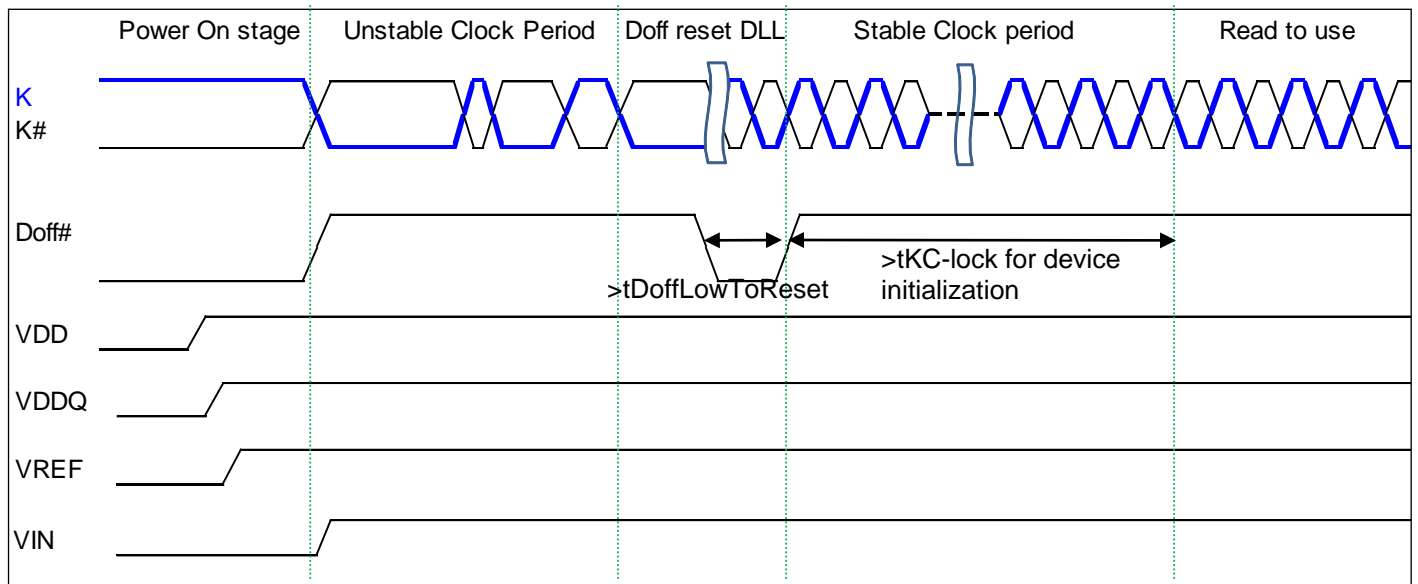 Power On stage
Unstable Clock Period
Doff reset DLL
Stable Clock period
Read to use
K
K#
Doff#
>tDoffLowToReset
>tKC-lock for device
initialization
VDD
VDDQ
VREF
VIN